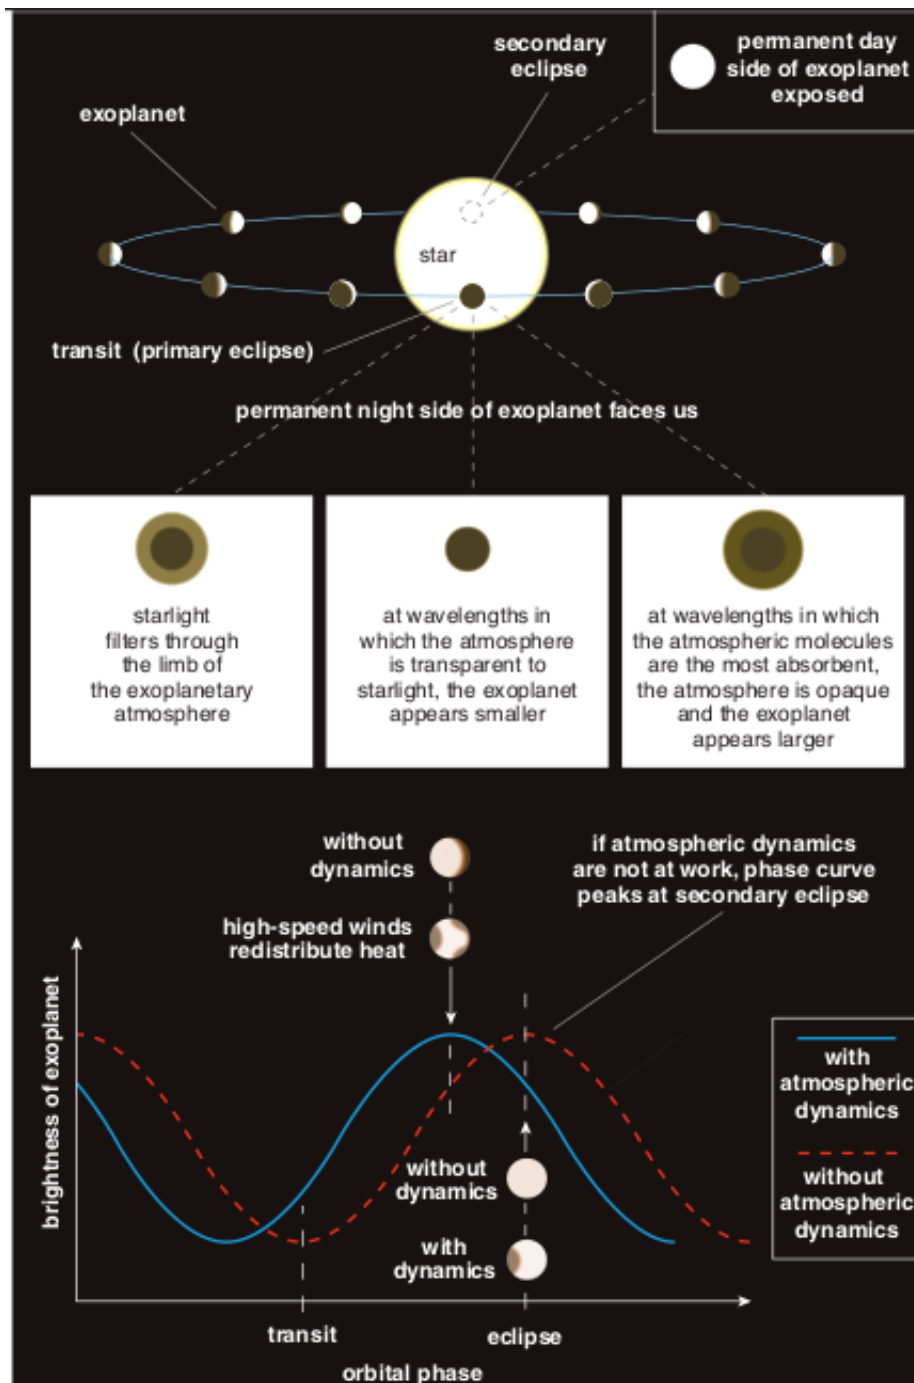 secondary
eclipse
permanent day
side of exoplanet
exposed
exoplanet
star
transit (primary eclipse)
permanent night side of exoplanet faces us
starlight
filters through
the limb of
the exoplanetary
atmosphere
at wavelengths in
which the atmosphere
is transparent to
starlight, the exoplanet
appears smaller
at wavelengths in which
the atmospheric molecules
are the most absorbent,
the atmosphere is opaque
and the exoplanet
appears larger
without
dynamics
high-speed winds
redistribute heat
if atmospheric dynamics
are not at work, phase curve
peaks at secondary eclipse
brightness of exoplanet
with
atmospheric
dynamics
without
atmospheric
dynamics
without
dynamics
with
dynamics
transit
eclipse
orbital phase